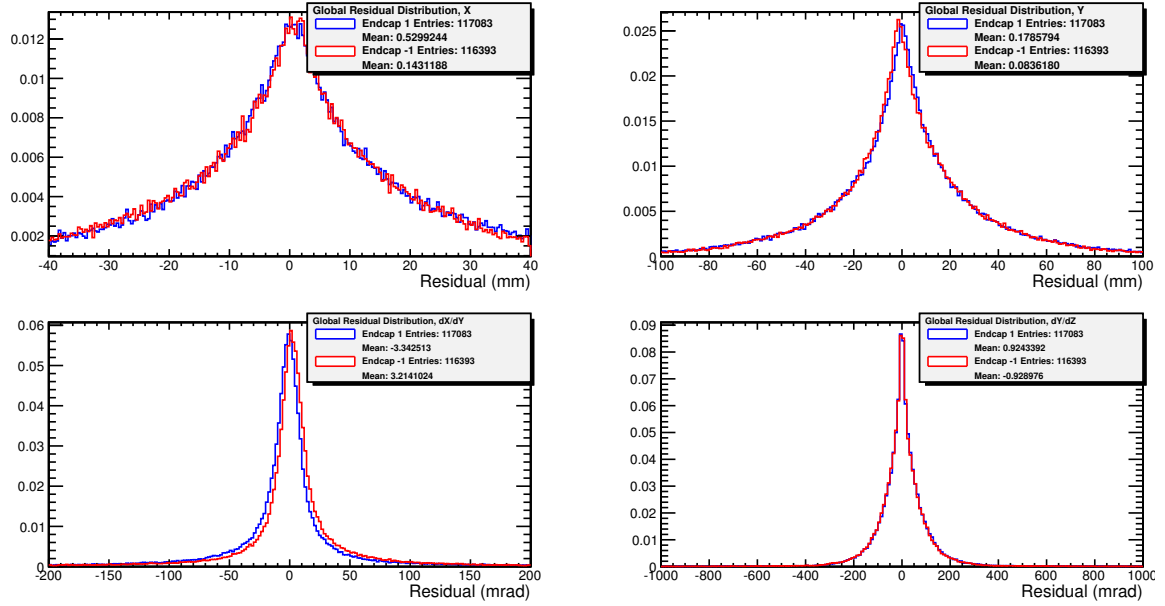 Global Residual Distribution, X
Endcap 1 Entries: 117083
Mean: 0.5299244
Endcap -1 Entries: 116393
Mean: 0.1431188
0.012
0.01
0.008
0.006
0.004
0.002
-40 -30 -20 -10 0 10 20 30 40
Residual (mm)
Global Residual Distribution, Y
Endcap 1 Entries: 117083
Mean: 0.1785794
Endcap -1 Entries: 116393
Mean: 0.0836180
0.025
0.02
0.015
0.01
0.005
0
-100 -80 -60 -40 -20 0 20 40 60 80 100
Residual (mm)
Global Residual Distribution, dX/dY
Endcap 1 Entries: 117083
Mean: -3.342513
Endcap -1 Entries: 116393
Mean: 3.2141024
0.06
0.05
0.04
0.03
0.02
0.01
0
-200 -150 -100 -50 0 50 100 150 200
Residual (mrad)
Global Residual Distribution, dY/dZ
Endcap 1 Entries: 117083
Mean: 0.9243392
Endcap -1 Entries: 116393
Mean: -0.928976
0.09
0.08
0.07
0.06
0.05
0.04
0.03
0.02
0.01
0
-1000 -800 -600 -400 -200 0 200 400 600 800 1000
Residual (mrad)